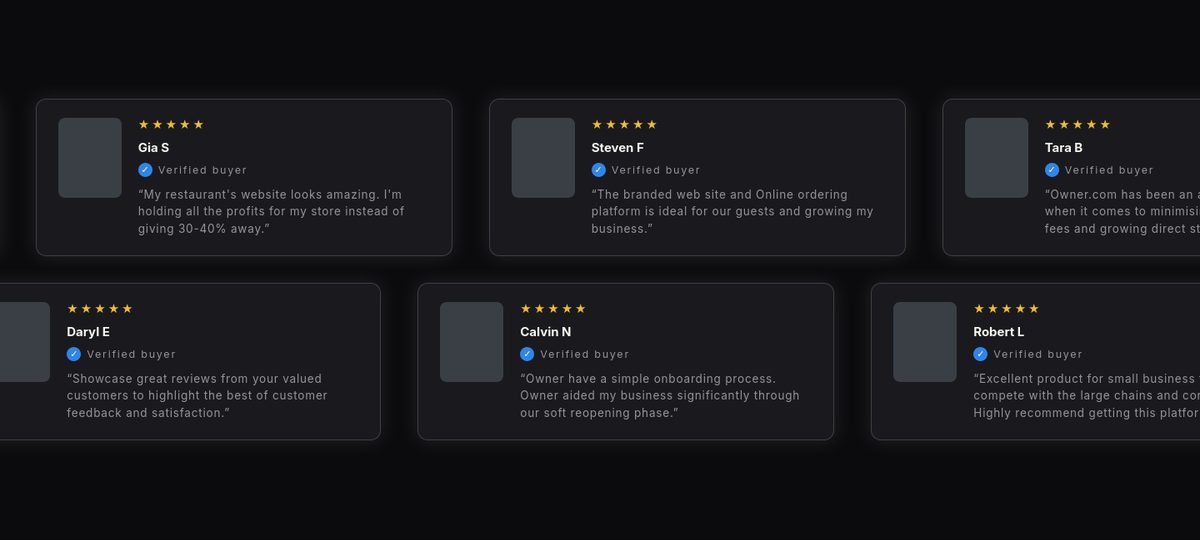 ★★★★★
Gia S
Verified buyer
“My restaurant's website looks amazing. I'm
holding all the profits for my store instead of
giving 30-40% away.”
★★★★★
Steven F
Verified buyer
“The branded web site and Online ordering
platform is ideal for our guests and growing my
business.”
★★★★★
Tara B
Verified buyer
“Owner.com has been an
when it comes to
fees and growing direct
★★★★★
Daryl E
Verified buyer
“Showcase great reviews from your valued
customers to highlight the best of customer
feedback and satisfaction.”
★★★★★
Calvin N
Verified buyer
“Owner have a simple onboarding process.
Owner aided my business significantly through
our soft reopening phase.”
★★★★★
Robert L
Verified buyer
“Excellent product for small business
compete with the large chains and
Highly recommend getting this